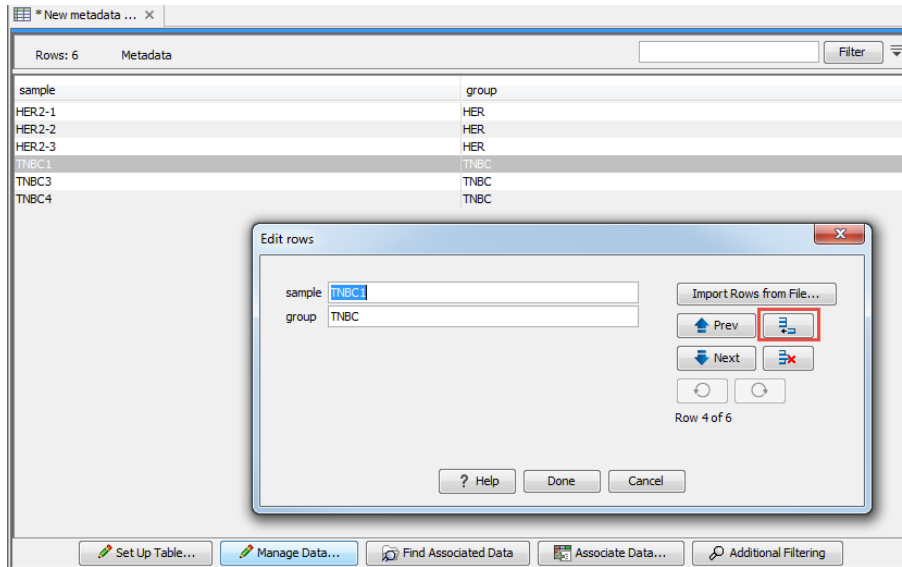 * New metadata ...
Rows: 6 Metadata Filter
sample group
HER2-1 HER
HER2-2 HER
HER2-3 HER
TNBC1 TNBC
TNBC3 TNBC
TNBC4 TNBC
Edit rows
sample TNBC1 Import Rows from File...
group TNBC Prev
Next
Row 4 of 6
? Help Done Cancel
Set Up Table... Manage Data... Find Associated Data Associate Data... Additional Filtering